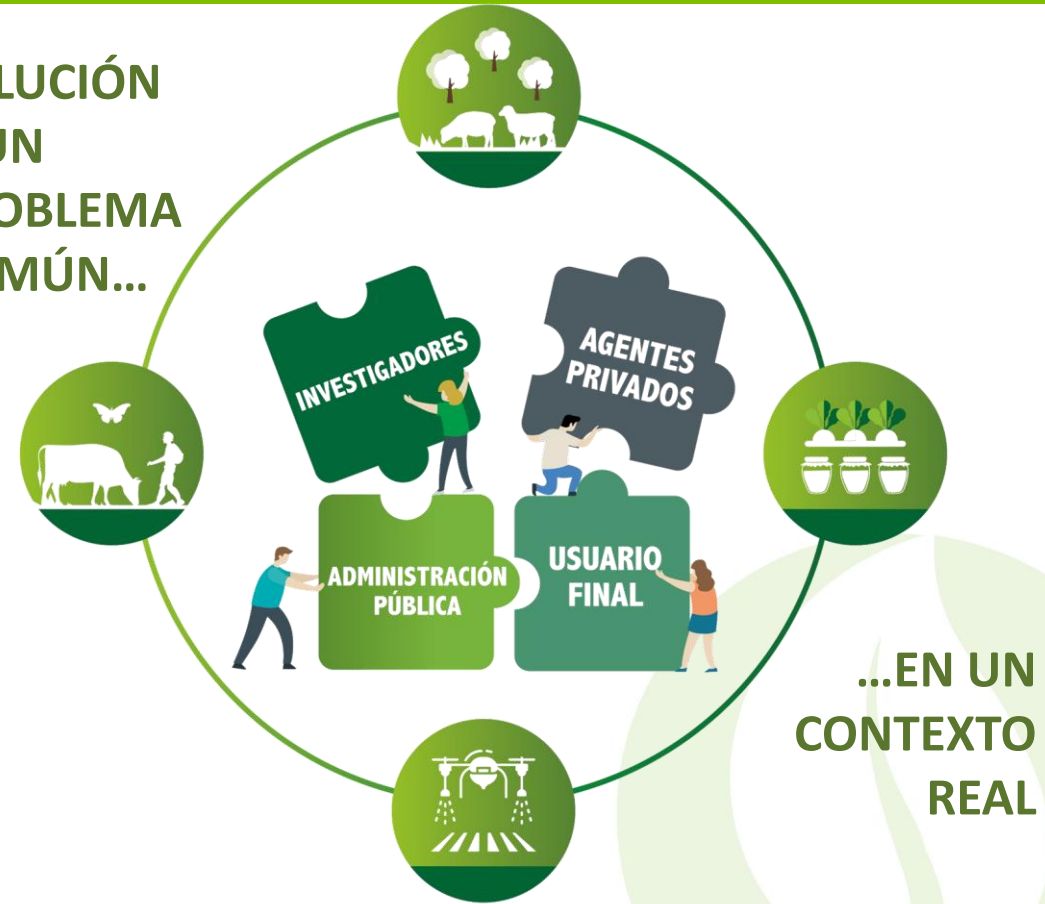 LUCIÓN
UN
OBLEMA
MÚN...
INVESTIGADORES
AGENTES
PRIVADOS
ADMINISTRACIÓN
PÚBLICA
USUARIO
FINAL
...EN UN
CONTEXTO
REAL